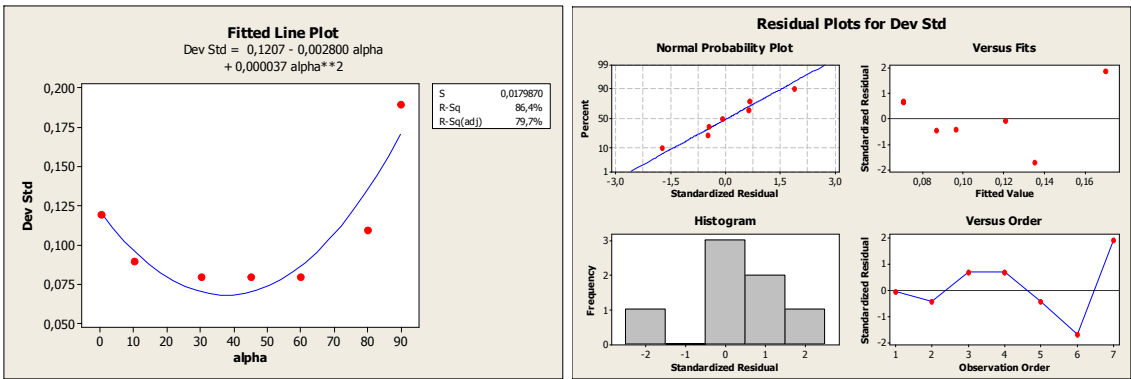 Fitted Line Plot
Dev Std = 0,1207 - 0,002800 alpha
+ 0,000037 alpha**2
S 0,0179870
R-Sq 86,4%
R-Sq(adj) 79,7%
0,200
0,175
0,150
0,125
0,100
0,075
0,050
Dev Std
0 10 20 30 40 50 60 70 80 90
alpha
Residual Plots for Dev Std
Normal Probability Plot
99
90
50
10
1
Percent
-3,0 -1,5 0,0 1,5 3,0
Standardized Residual
Versus Fits
2
1
0
-1
-2
Standardized Residual
0,08 0,10 0,12 0,14 0,16
Fitted Value
Histogram
3
2
1
0
Frequency
-2 -1 0 1 2
Standardized Residual
Versus Order
2
1
0
-1
-2
Standardized Residual
1 2 3 4 5 6 7
Observation Order